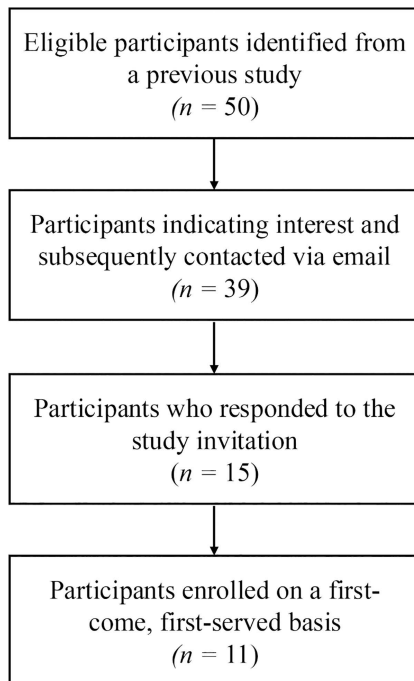 Eligible participants identified from
a previous study
(n = 50)
Participants indicating interest and
subsequently contacted via email
(n = 39)
Participants who responded to the
study invitation
(n = 15)
Participants enrolled on a first-
come, first-served basis
(n = 11)